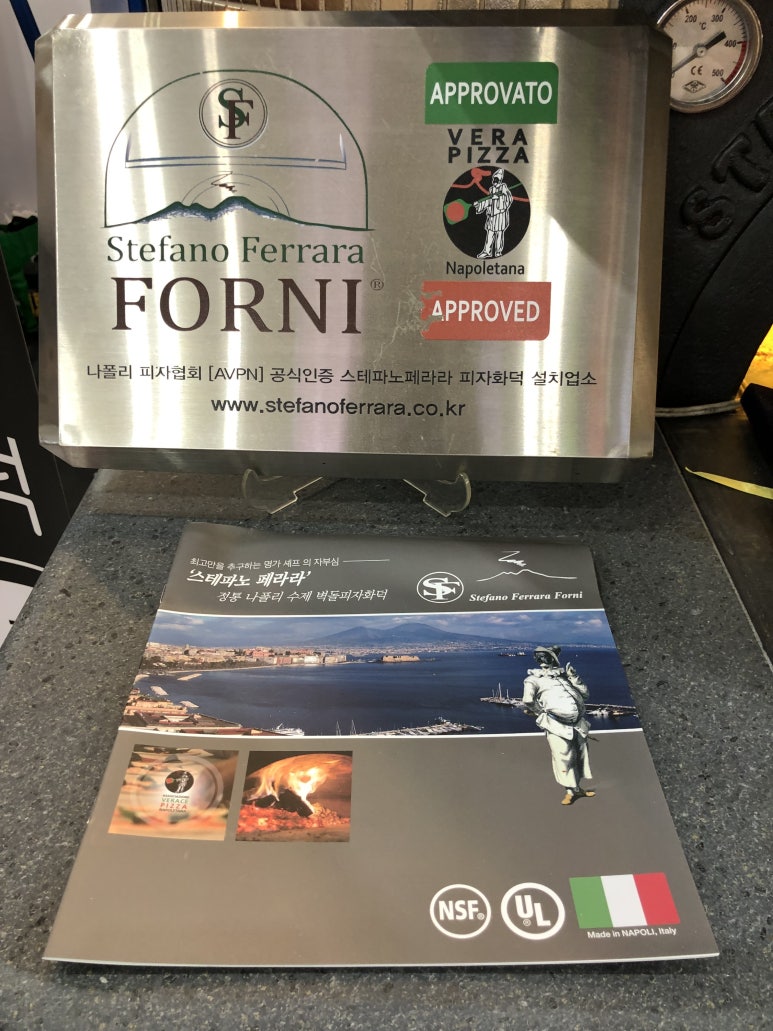 200
300
°C
400
CE
500
SF
APPROVATO
VERA
PIZZA
Napoletana
APPROVED
Stefano Ferrara
FORNI®
나폴리 피자협회 [AVPN] 공식인증 스테파노페라라 피자화덕 설치업소
www.stefanoferrara.co.kr
최고만을 추구하는 명가 셰프 의 자부심
'스테파노 페라라'
정통 나폴리 수제 벽돌피자화덕
SF
Stefano Ferrara Forni
VERACE
PIZZA
NAPOLETANA
NSF®
UL®
Made in NAPOLI, Italy